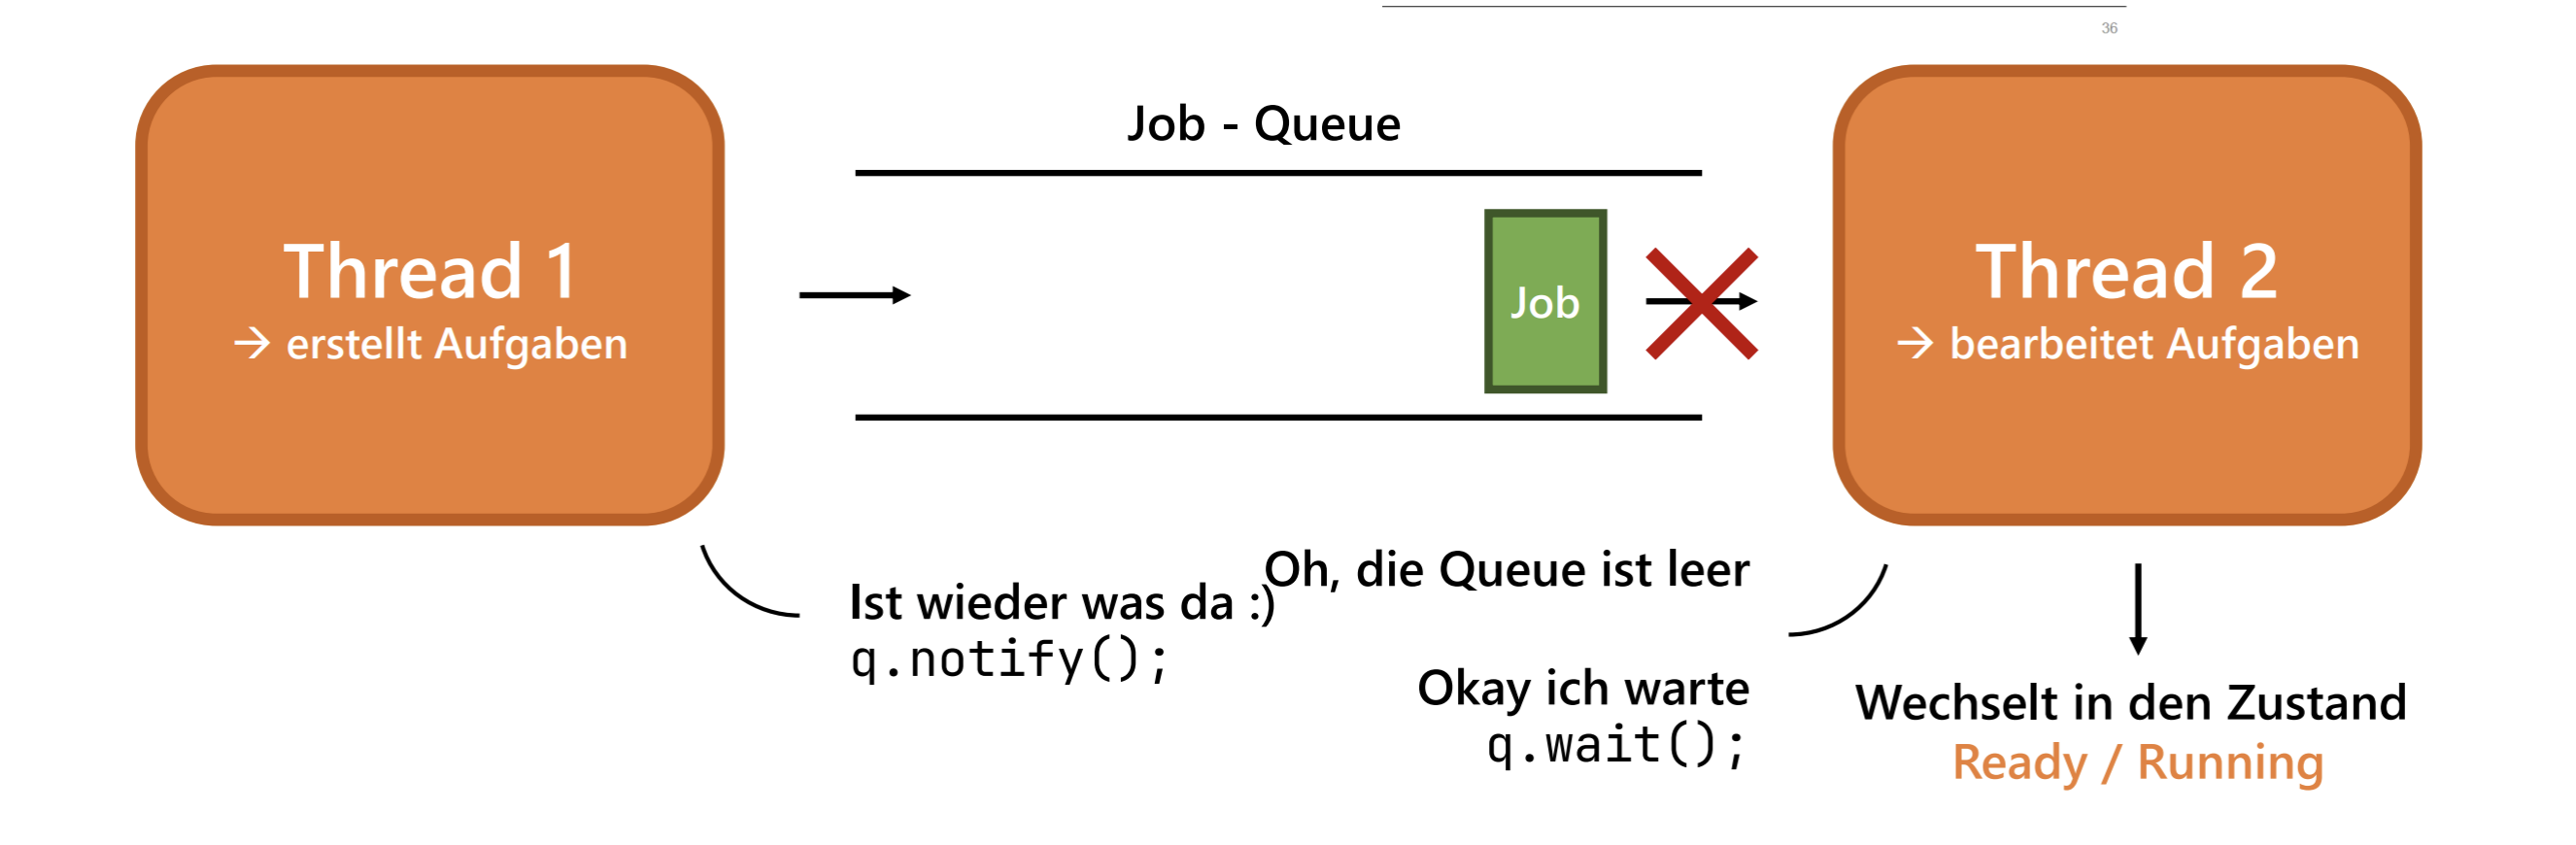 36
Job - Queue
Thread 1
→ erstellt Aufgaben
Job
Thread 2
→ bearbeitet Aufgaben
Ist wieder was da :)
q.notify();
Oh, die Queue ist leer
Okay ich warte
q.wait();
Wechselt in den Zustand
Ready / Running